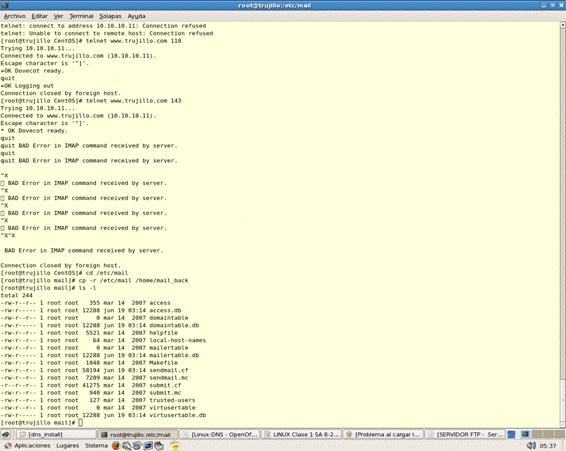 root@trujillo:/etc/mail
Archivo Editar Ver Terminal Solapas Ayuda
telnet: connect to address 10.10.10.11: Connection refused
telnet: Unable to connect to remote host: Connection refused
[root@trujillo CentOS]# telnet www.trujillo.com 110
Trying 10.10.10.11...
Connected to www.trujillo.com (10.10.10.11).
Escape character is '^]'.
+OK Dovecot ready.
quit
+OK Logging out
Connection closed by foreign host.
[root@trujillo CentOS]# telnet www.trujillo.com 143
Trying 10.10.10.11...
Connected to www.trujillo.com (10.10.10.11).
Escape character is '^]'.
* OK Dovecot ready.
quit
quit BAD Error in IMAP command received by server.
quit
quit BAD Error in IMAP command received by server.
^X
BAD Error in IMAP command received by server.
^X
BAD Error in IMAP command received by server.
^X
BAD Error in IMAP command received by server.
^X
BAD Error in IMAP command received by server.
^X^X
BAD Error in IMAP command received by server.
Connection closed by foreign host.
[root@trujillo CentOS]# cd /etc/mail
[root@trujillo mail]# cp -r /etc/mail /home/mail_back
[root@trujillo mail]# ls -l
total 244
-rw-r--r-- 1 root root 355 mar 14 2007 access
-rw-r----- 1 root root 12288 jun 19 03:14 access.db
-rw-r--r-- 1 root root 0 mar 14 2007 domaintable
-rw-r----- 1 root root 12288 jun 19 03:14 domaintable.db
-rw-r--r-- 1 root root 5521 mar 14 2007 helpfile
-rw-r--r-- 1 root root 64 mar 14 2007 local-host-names
-rw-r--r-- 1 root root 0 mar 14 2007 mailertable
-rw-r----- 1 root root 12288 jun 19 03:14 mailertable.db
-rw-r--r-- 1 root root 1048 mar 14 2007 Makefile
-rw-r--r-- 1 root root 58194 jun 19 03:14 sendmail.cf
-rw-r--r-- 1 root root 7209 mar 14 2007 sendmail.mc
-r--r--r-- 1 root root 41275 mar 14 2007 submit.cf
-rw-r--r-- 1 root root 940 mar 14 2007 submit.mc
-rw-r--r-- 1 root root 127 mar 14 2007 trusted-users
-rw-r--r-- 1 root root 0 mar 14 2007 virtusertable
-rw-r----- 1 root root 12288 jun 19 03:14 virtusertable.db
[root@trujillo mail]#
[dns_install] root@trujillo:/etc/mail [Linux-DNS - OpenOf... [LINUX Clase 1 SA 8-2... [Problema al cargar l... [SERVIDOR FTP - Ser...
Aplicaciones Lugares Sistema 05:37